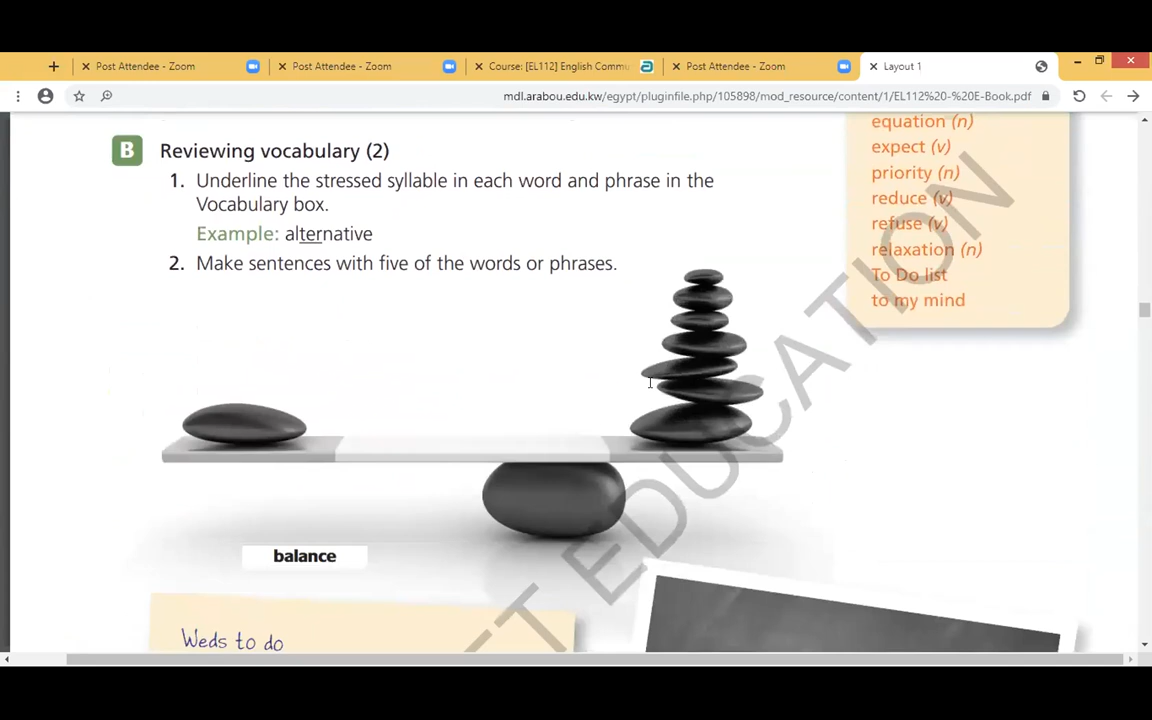 Post Attendee - Zoom
Post Attendee - Zoom
Course: [EL112] English Commu
Post Attendee - Zoom
Layout 1
mdl.arabou.edu.kw/egypt/pluginfile.php/105898/mod_resource/content/1/EL112%20-%20E-Book.pdf
B Reviewing vocabulary (2)
1. Underline the stressed syllable in each word and phrase in the
Vocabulary box.
Example: alternative
2. Make sentences with five of the words or phrases.
equation (n)
expect (v)
priority (n)
reduce (v)
refuse (v)
relaxation (n)
To Do list
to my mind
balance
Weds to do
T EDUCATION